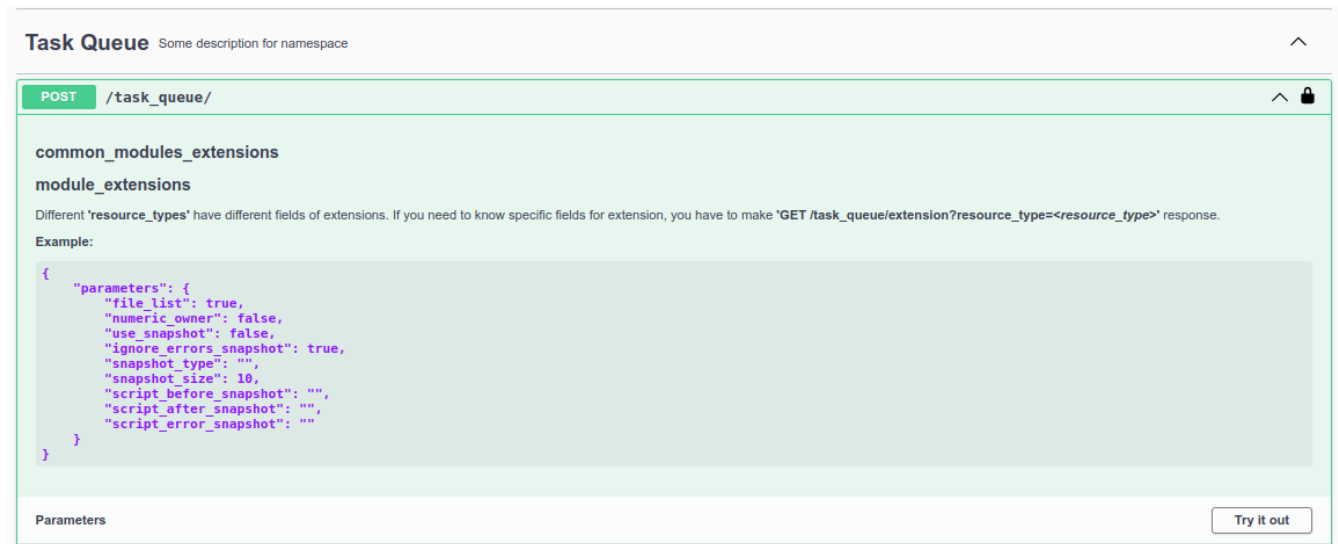 Task Queue Some description for namespace
POST /task_queue/
common_modules_extensions
module_extensions
Different 'resource_types' have different fields of extensions. If you need to know specific fields for extension, you have to make 'GET /task_queue/extension?resource_type=<resource_type>' response.
Example:
{
    "parameters": {
        "file_list": true,
        "numeric_owner": false,
        "use_snapshot": false,
        "ignore_errors_snapshot": true,
        "snapshot_type": "",
        "snapshot_size": 10,
        "script_before_snapshot": "",
        "script_after_snapshot": "",
        "script_error_snapshot": ""
    }
}
Parameters Try it out